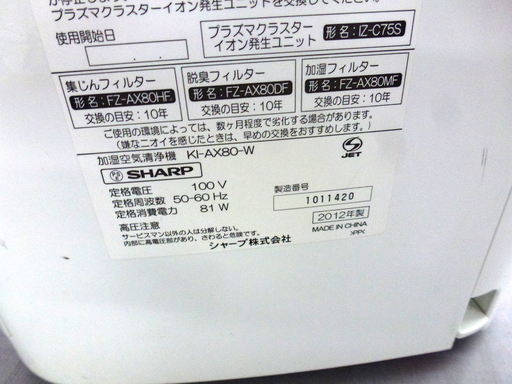 プラズマクラスターイオン発生ユニットを交換してください。
使用開始日
プラズマクラスター
イオン発生ユニット
形名:IZ-C75S
集じんフィルター
形名:FZ-AX80HF
交換の目安:10年
脱臭フィルター
形名:FZ-AX80DF
交換の目安:10年
加湿フィルター
形名:FZ-AX80MF
交換の目安:10年
ご使用の環境によっては、数ヶ月程度で劣化する場合があります。
(嫌なニオイを感じたときは、早めの交換をおすすめします)
加湿空気清浄機 KI-AX80-W
SHARP
JET
定格電圧 100 V
定格周波数 50-60 Hz
定格消費電力 81 W
製造番号
1011420
2012年製
MADE IN CHINA
>PP<
高圧注意
サービスマン以外の人は分解しない。
内部に高電圧部があり、さわると危険です。
シャープ株式会社